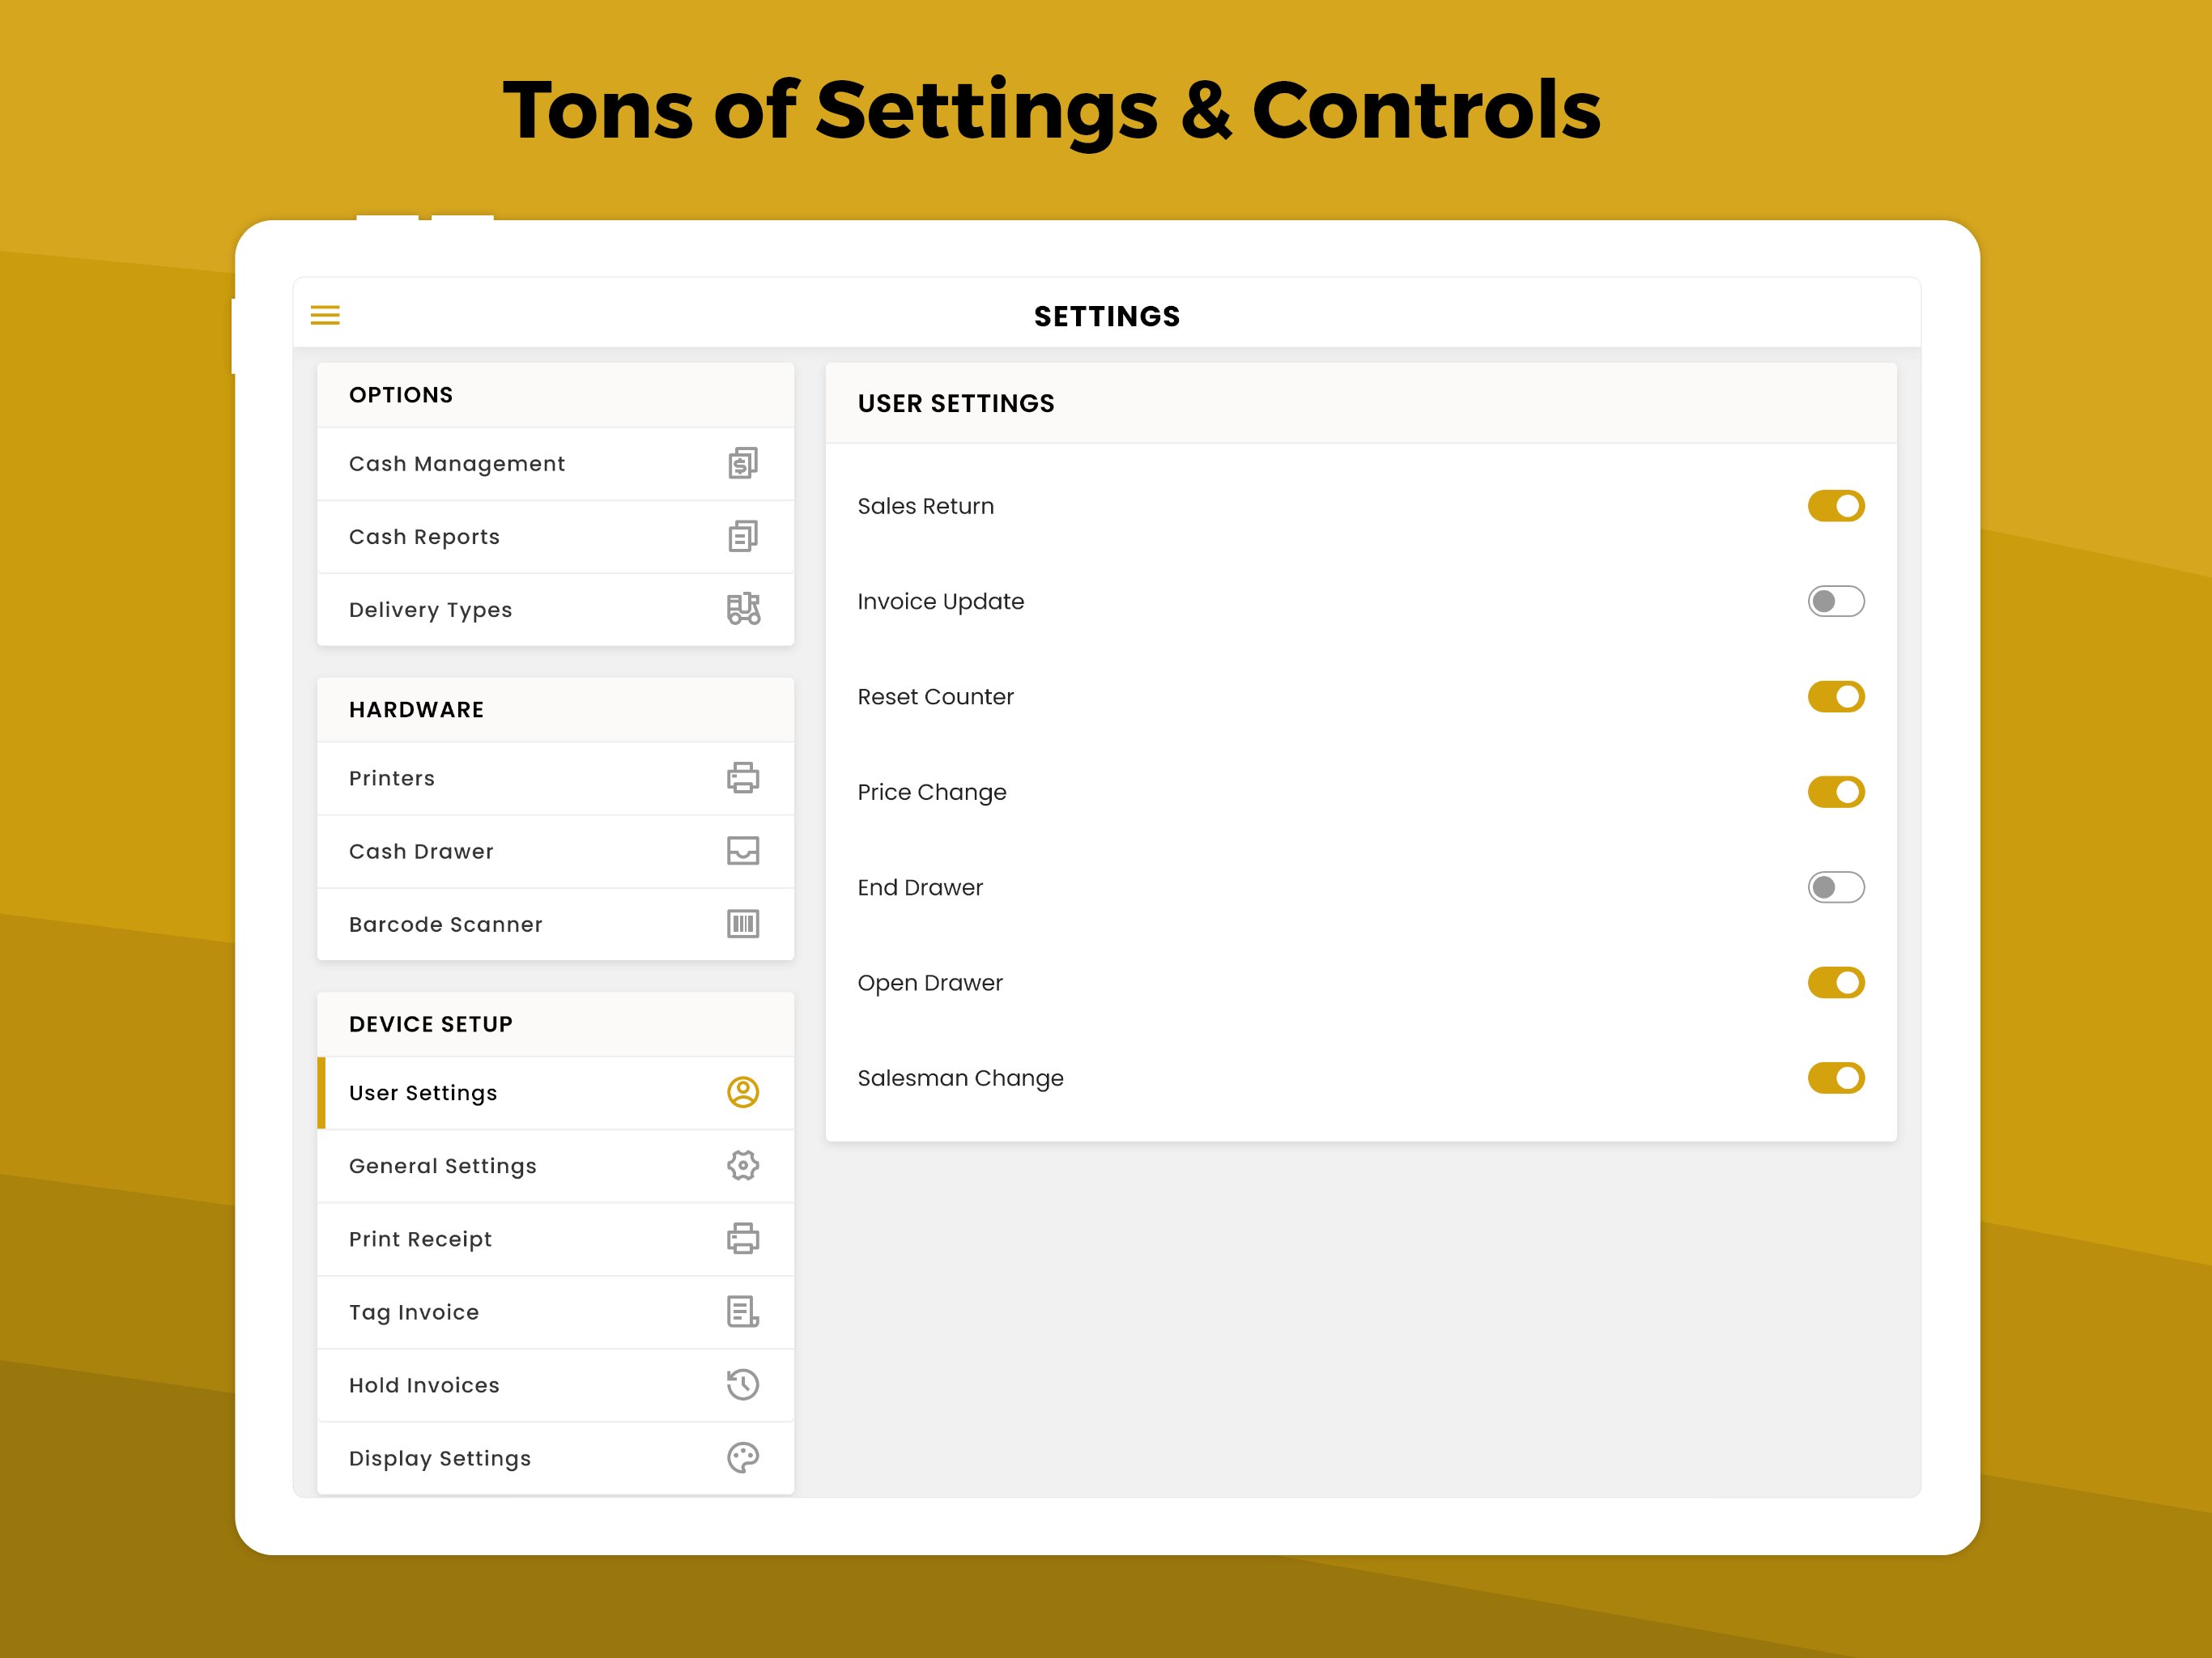 Tons of Settings & Controls
SETTINGS
OPTIONS
Cash Management
Cash Reports
Delivery Types
HARDWARE
Printers
Cash Drawer
Barcode Scanner
DEVICE SETUP
User Settings
General Settings
Print Receipt
Tag Invoice
Hold Invoices
Display Settings
USER SETTINGS
Sales Return
Invoice Update
Reset Counter
Price Change
End Drawer
Open Drawer
Salesman Change